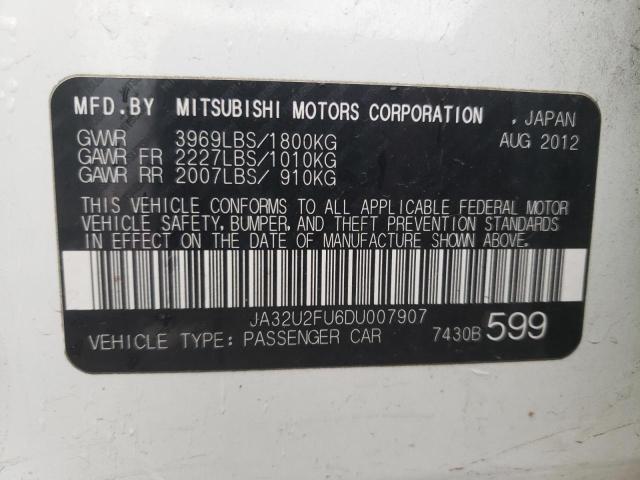 MFD.BY MITSUBISHI MOTORS CORPORATION , JAPAN
GVWR 3969LBS/1800KG AUG 2012
GAWR FR 2227LBS/1010KG
GAWR RR 2007LBS/ 910KG
THIS VEHICLE CONFORMS TO ALL APPLICABLE FEDERAL MOTOR
VEHICLE SAFETY, BUMPER, AND THEFT PREVENTION STANDARDS
IN EFFECT ON THE DATE OF MANUFACTURE SHOWN ABOVE.
JA32U2FU6DU007907
VEHICLE TYPE: PASSENGER CAR 7430B 599